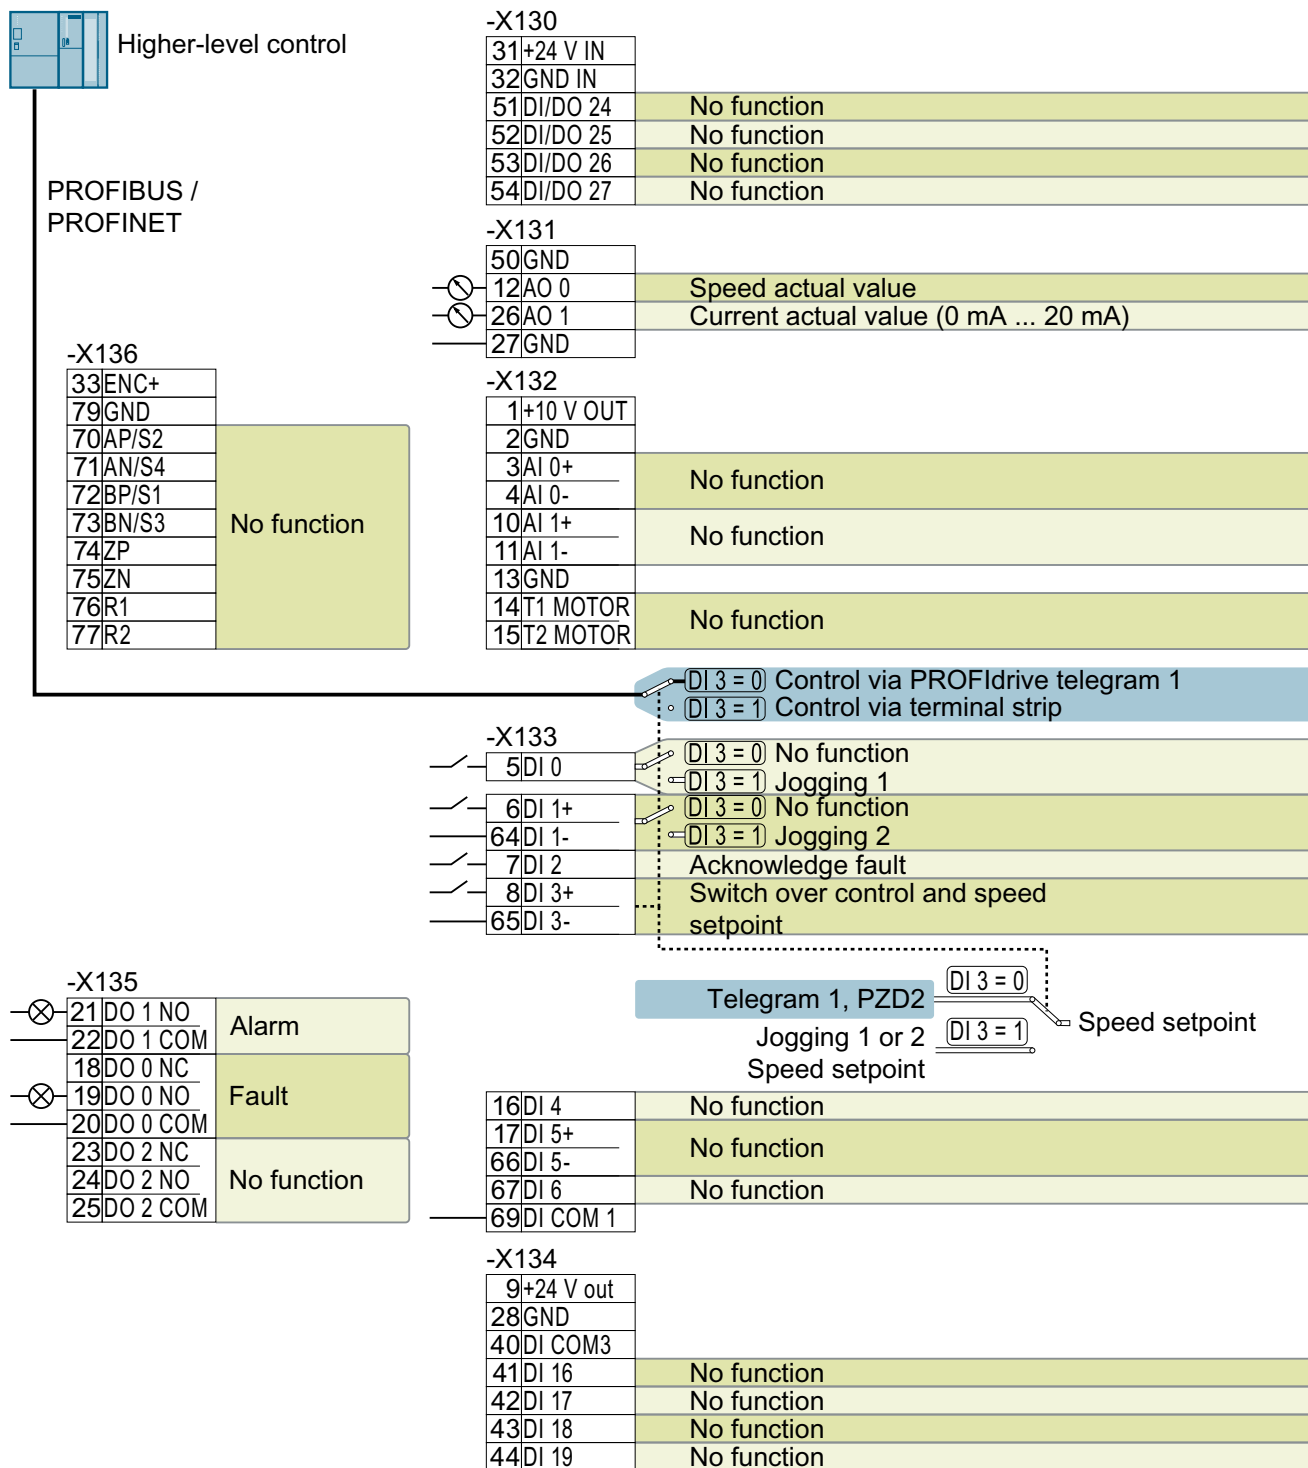 Higher-level control
PROFIBUS /
PROFINET
-X130
31 +24 V IN
32 GND IN
51 DI/DO 24 No function
52 DI/DO 25 No function
53 DI/DO 26 No function
54 DI/DO 27 No function
-X131
50 GND
12 AO 0 Speed actual value
26 AO 1 Current actual value (0 mA ... 20 mA)
27 GND
-X136
33 ENC+
79 GND
70 AP/S2
71 AN/S4
72 BP/S1
73 BN/S3 No function
74 ZP
75 ZN
76 R1
77 R2
-X132
1 +10 V OUT
2 GND
3 AI 0+
No function
4 AI 0-
10 AI 1+
No function
11 AI 1-
13 GND
14 T1 MOTOR
No function
15 T2 MOTOR
DI 3 = 0 Control via PROFIdrive telegram 1
DI 3 = 1 Control via terminal strip
-X133
DI 3 = 0 No function
5 DI 0
DI 3 = 1 Jogging 1
6 DI 1+ DI 3 = 0 No function
64 DI 1- DI 3 = 1 Jogging 2
7 DI 2 Acknowledge fault
8 DI 3+ Switch over control and speed
65 DI 3- setpoint
DI 3 = 0
Telegram 1, PZD2
Speed setpoint
Jogging 1 or 2 DI 3 = 1
Speed setpoint
-X135
21 DO 1 NO
Alarm
22 DO 1 COM
18 DO 0 NC
19 DO 0 NO Fault
20 DO 0 COM
23 DO 2 NC
24 DO 2 NO No function
25 DO 2 COM
16 DI 4 No function
17 DI 5+
No function
66 DI 5-
67 DI 6 No function
69 DI COM 1
-X134
9 +24 V out
28 GND
40 DI COM3
41 DI 16 No function
42 DI 17 No function
43 DI 18 No function
44 DI 19 No function